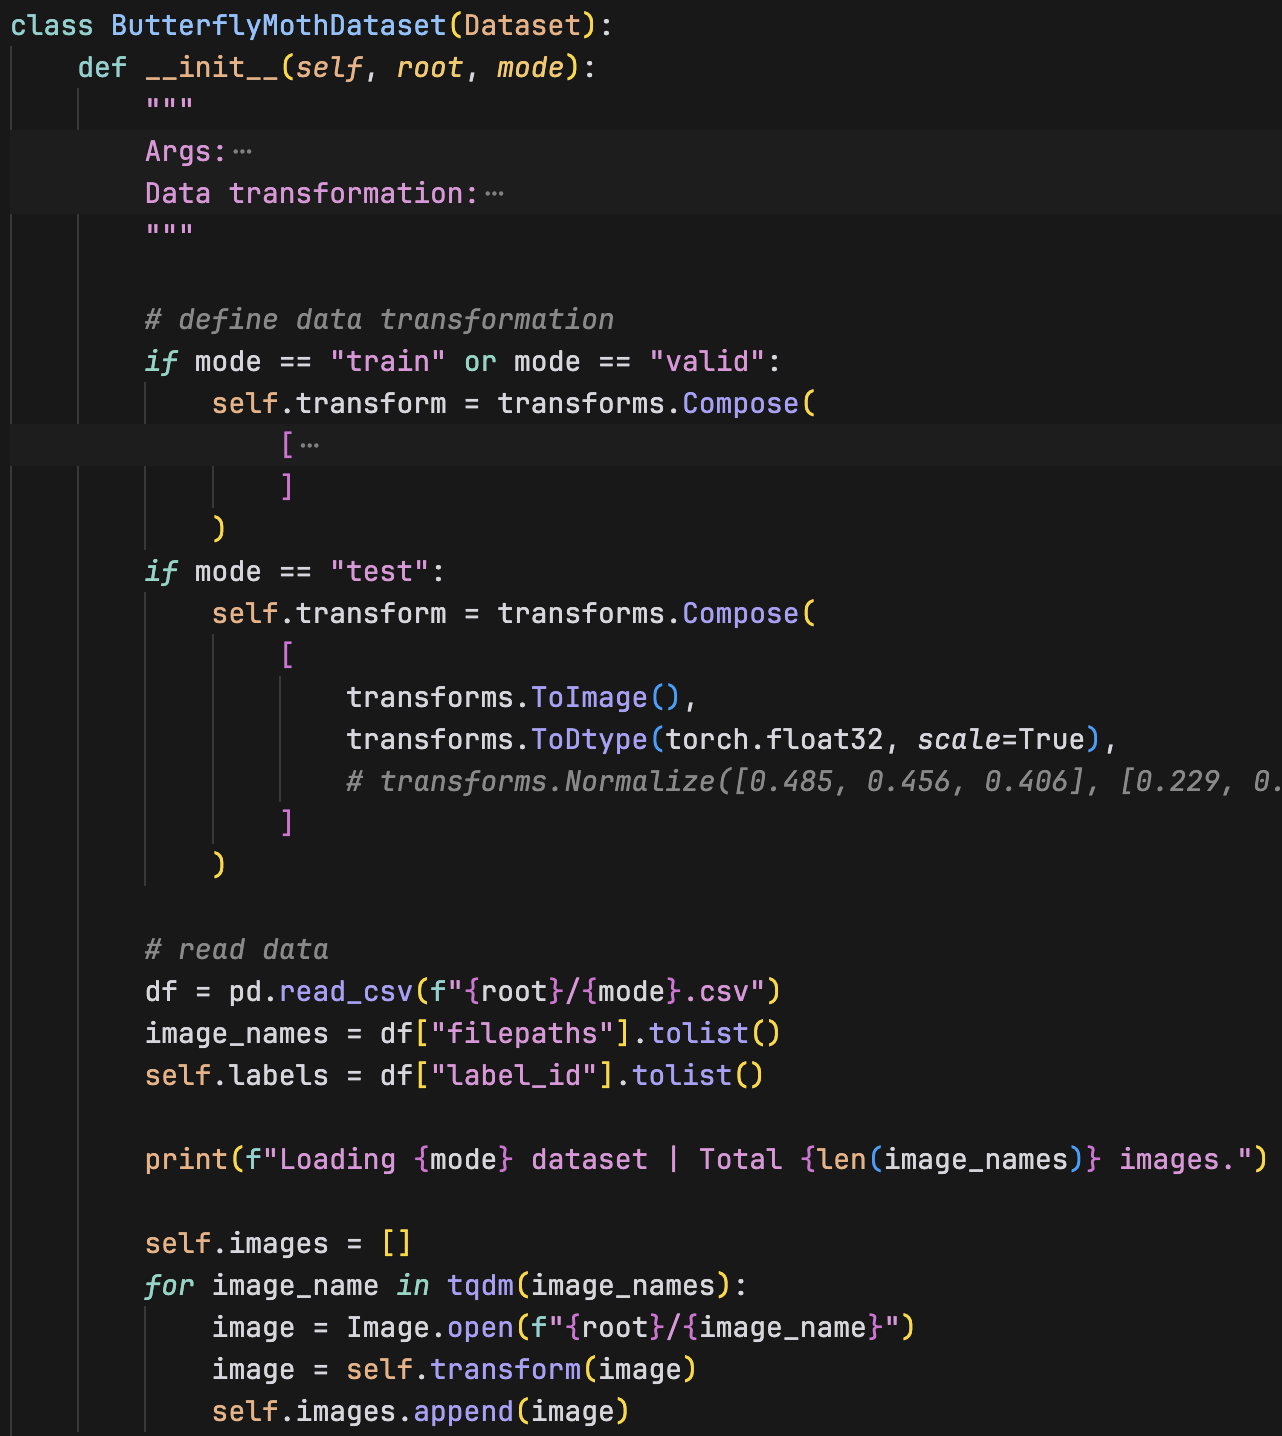 class ButterflyMothDataset(Dataset):
    def __init__(self, root, mode):
        """
        Args:…
        Data transformation:…
        """

        # define data transformation
        if mode == "train" or mode == "valid":
            self.transform = transforms.Compose(
                […
                ]
            )
        if mode == "test":
            self.transform = transforms.Compose(
                [
                    transforms.ToImage(),
                    transforms.ToDtype(torch.float32, scale=True),
                    # transforms.Normalize([0.485, 0.456, 0.406], [0.229, 0.
                ]
            )

        # read data
        df = pd.read_csv(f"{root}/{mode}.csv")
        image_names = df["filepaths"].tolist()
        self.labels = df["label_id"].tolist()

        print(f"Loading {mode} dataset | Total {len(image_names)} images.")

        self.images = []
        for image_name in tqdm(image_names):
            image = Image.open(f"{root}/{image_name}")
            image = self.transform(image)
            self.images.append(image)